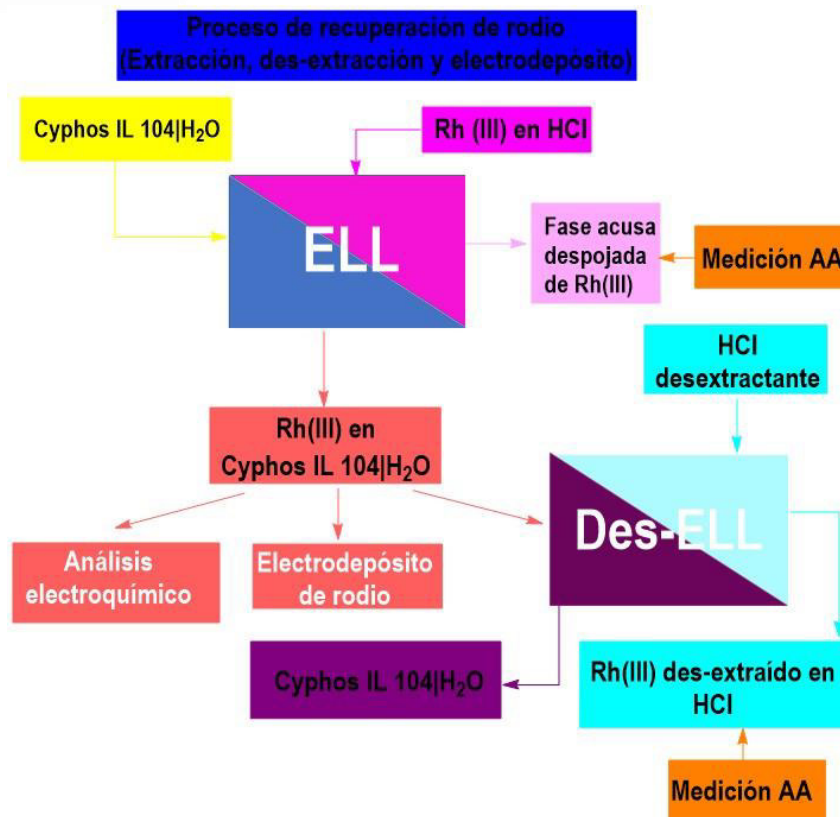 Proceso de recuperación de rodio
(Extracción, des-extracción y electrodepósito)
Cyphos IL 104|H₂O
Rh (III) en HCl
ELL
Fase acusa
despojada
de Rh(III)
Medición AA
HCl
desextractante
Rh(III) en
Cyphos IL 104|H₂O
Des-ELL
Análisis
electroquímico
Electrodepósito
de rodio
Cyphos IL 104|H₂O
Rh(III) des-extraído en
HCl
Medición AA